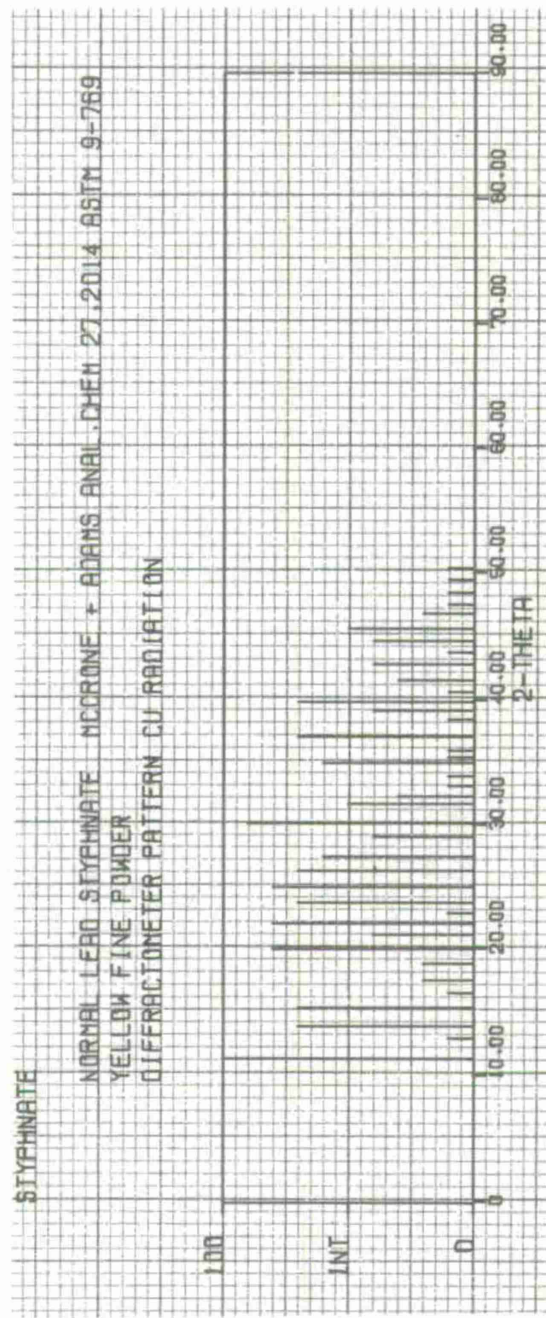 STYPHNATE
NORMAL LEAD STYPHNATE MCCRONE + ADAMS ANAL.CHEM 27,2014 ASTM 9-769
YELLOW FINE POWDER
DIFFRACTOMETER PATTERN CU RADIATION
100
INT
0
0 10.00 20.00 30.00 40.00 50.00 60.00 70.00 80.00 90.00
2-THETA